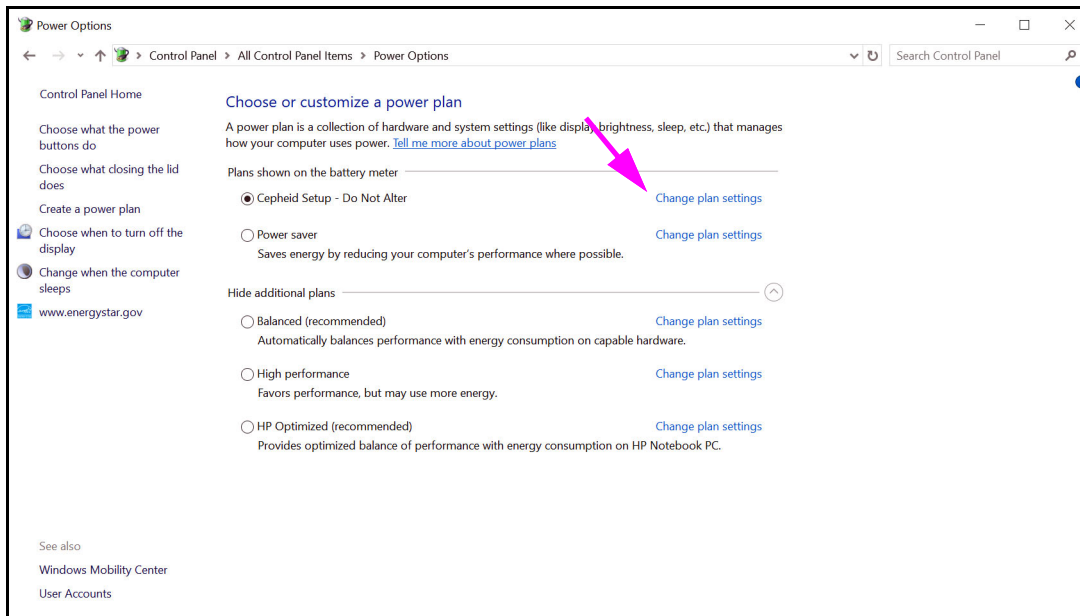 Power Options
Control Panel > All Control Panel Items > Power Options
Search Control Panel
Control Panel Home
Choose what the power
buttons do
Choose what closing the lid
does
Create a power plan
Choose when to turn off the
display
Change when the computer
sleeps
www.energystar.gov
See also
Windows Mobility Center
User Accounts
Choose or customize a power plan
A power plan is a collection of hardware and system settings (like display brightness, sleep, etc.) that manages
how your computer uses power. Tell me more about power plans
Plans shown on the battery meter
Cepheid Setup - Do Not Alter Change plan settings
Power saver Change plan settings
Saves energy by reducing your computer's performance where possible.
Hide additional plans
Balanced (recommended) Change plan settings
Automatically balances performance with energy consumption on capable hardware.
High performance Change plan settings
Favors performance, but may use more energy.
HP Optimized (recommended) Change plan settings
Provides optimized balance of performance with energy consumption on HP Notebook PC.